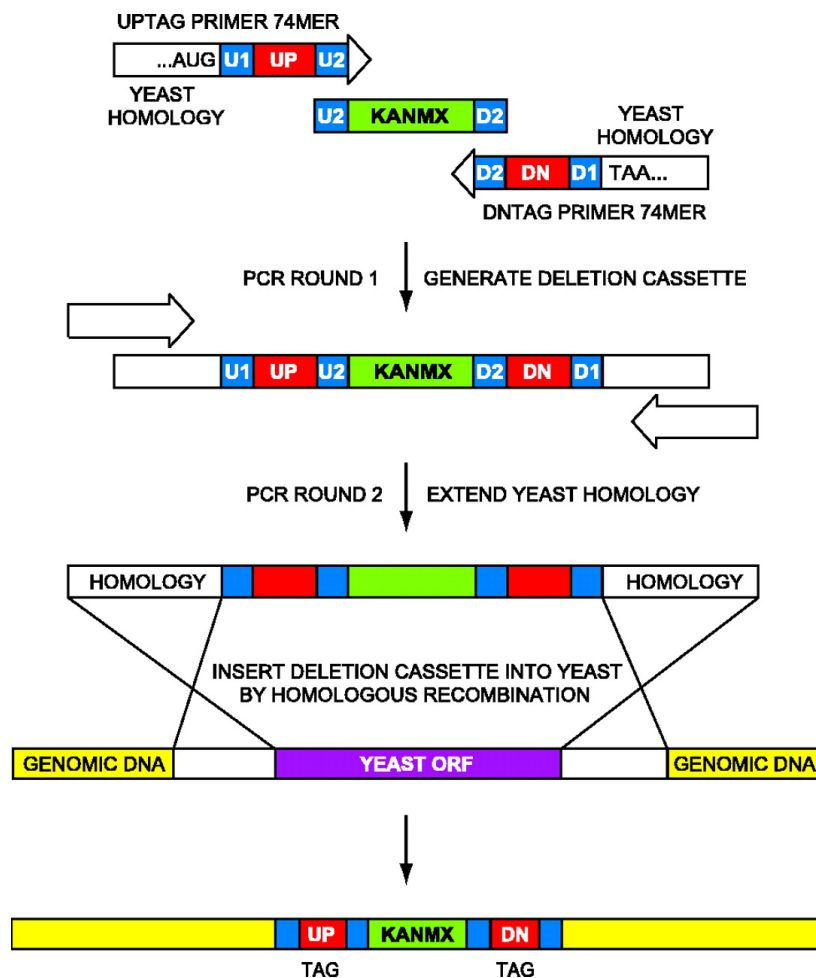 UPTAG PRIMER 74MER
...AUG U1 UP U2
YEAST
HOMOLOGY
U2 KANMX D2
YEAST
HOMOLOGY
D2 DN D1 TAA...
DNTAG PRIMER 74MER
PCR ROUND 1 GENERATE DELETION CASSETTE
U1 UP U2 KANMX D2 DN D1
PCR ROUND 2 EXTEND YEAST HOMOLOGY
HOMOLOGY HOMOLOGY
INSERT DELETION CASSETTE INTO YEAST
BY HOMOLOGOUS RECOMBINATION
GENOMIC DNA YEAST ORF GENOMIC DNA
UP KANMX DN
TAG TAG